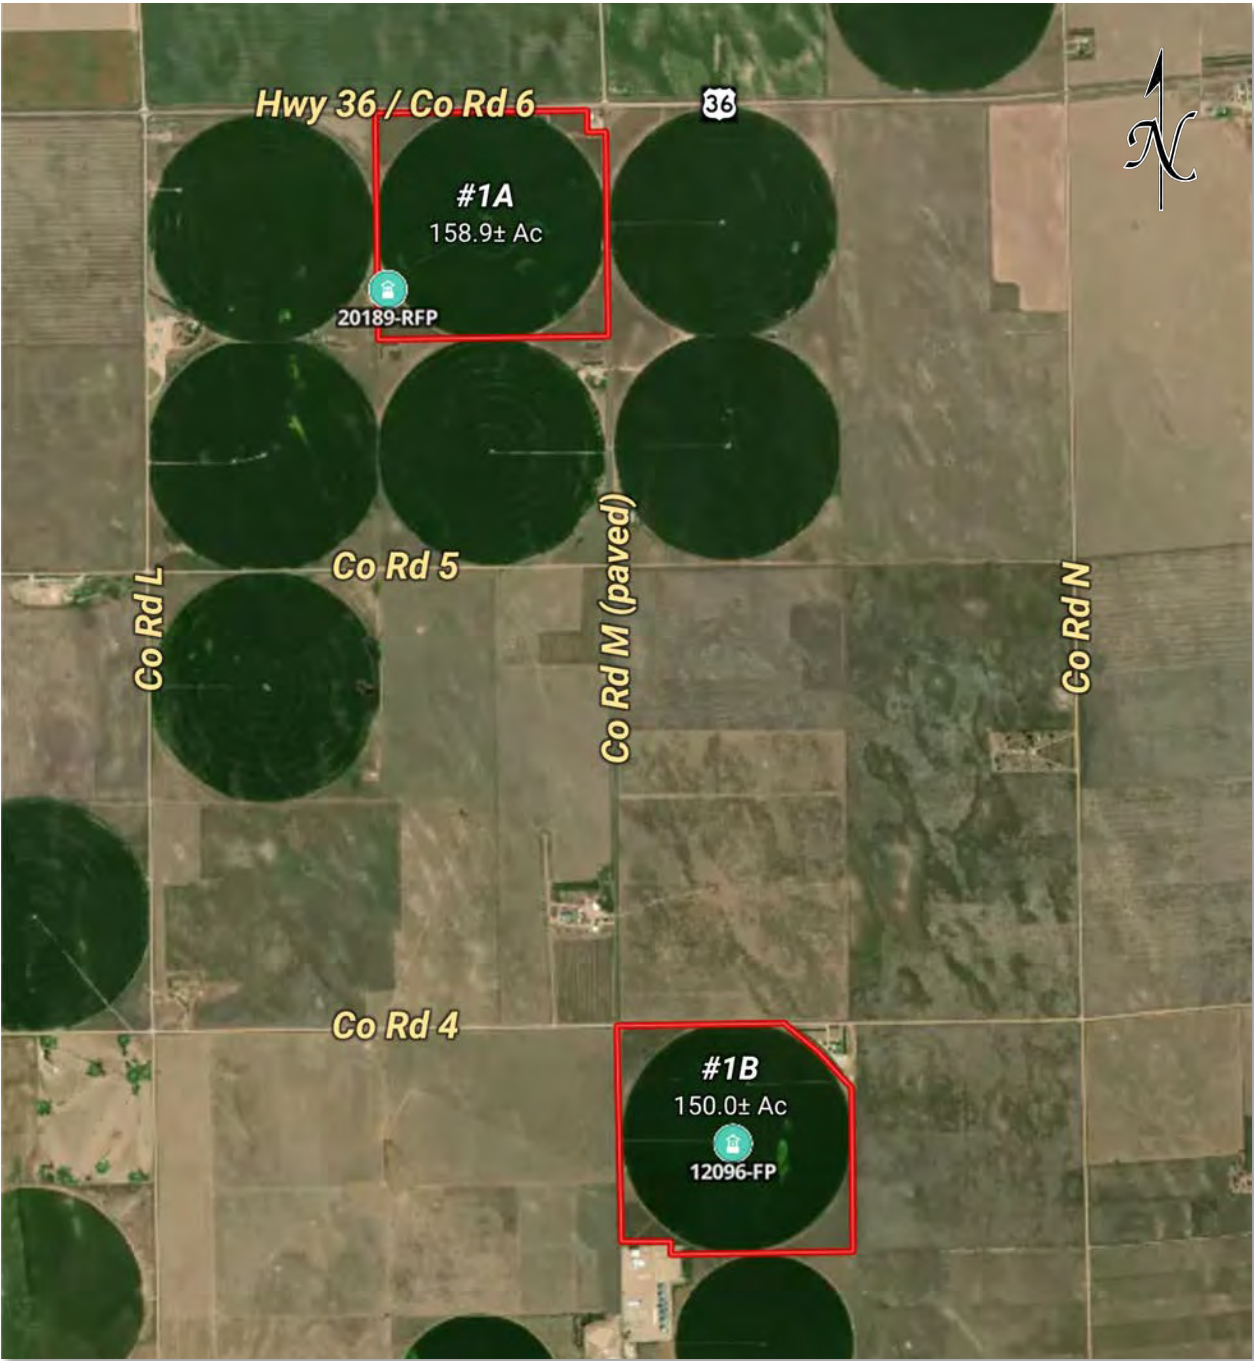 Hwy 36 / Co Rd 6
36
N
#1A
158.9± Ac
20189-RFP
Co Rd 5
Co Rd L
Co Rd M (paved)
Co Rd N
Co Rd 4
#1B
150.0± Ac
12096-FP